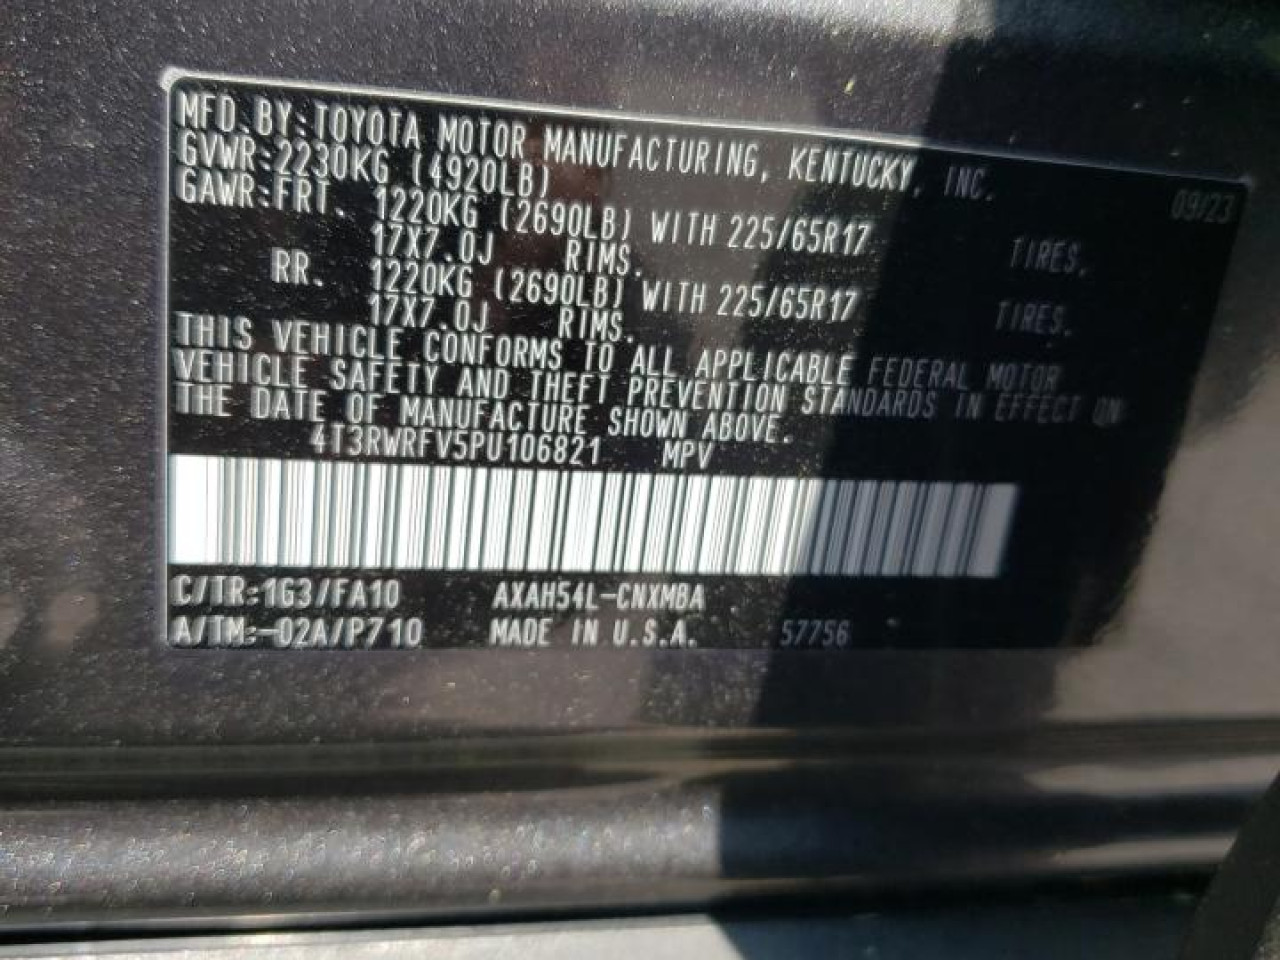 MFD. BY: TOYOTA MOTOR MANUFACTURING, KENTUCKY, INC.
GVWR: 2230KG (4920LB) 09/23
GAWR: FRT. 1220KG (2690LB) WITH 225/65R17 TIRES,
17X7.0J RIMS.
RR. 1220KG (2690LB) WITH 225/65R17 TIRES,
17X7.0J RIMS.
THIS VEHICLE CONFORMS TO ALL APPLICABLE FEDERAL MOTOR
VEHICLE SAFETY AND THEFT PREVENTION STANDARDS IN EFFECT ON
THE DATE OF MANUFACTURE SHOWN ABOVE.
4T3RWRFV5PU106821 MPV
C/TR:1G3/FA10 AXAH54L-CNXMBA
A/TM:-02A/P710 MADE IN U.S.A. 57756